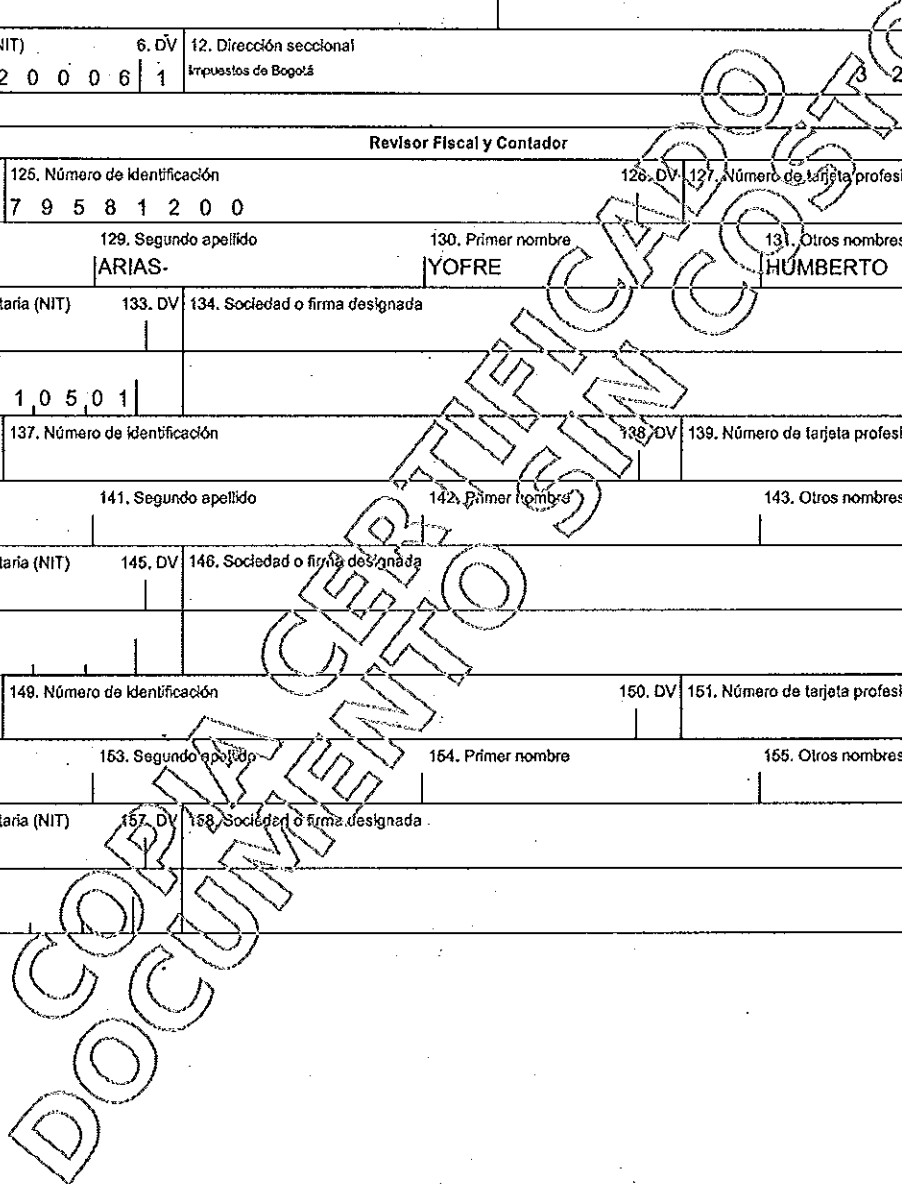 NIT) 6. DV 12. Dirección seccional
2 0 0 0 6 1 Impuestos de Bogotá 3 2
Revisor Fiscal y Contador
125. Número de identificación 126. DV 127. Número de tarjeta profesi
7 9 5 8 1 2 0 0
129. Segundo apellido 130. Primer nombre 131. Otros nombres
ARIAS- YOFRE HUMBERTO
taria (NIT) 133. DV 134. Sociedad o firma designada
1 0 5 0 1
137. Número de identificación 138. DV 139. Número de tarjeta profesi
141. Segundo apellido 142. Primer nombre 143. Otros nombres
taria (NIT) 145. DV 146. Sociedad o firma designada
149. Número de identificación 150. DV 151. Número de tarjeta profesi
153. Segundo apellido 154. Primer nombre 155. Otros nombres
taria (NIT) 157. DV 158. Sociedad o firma designada
COPIA CERTIFICADO
DOCUMENTO SIN COSTO